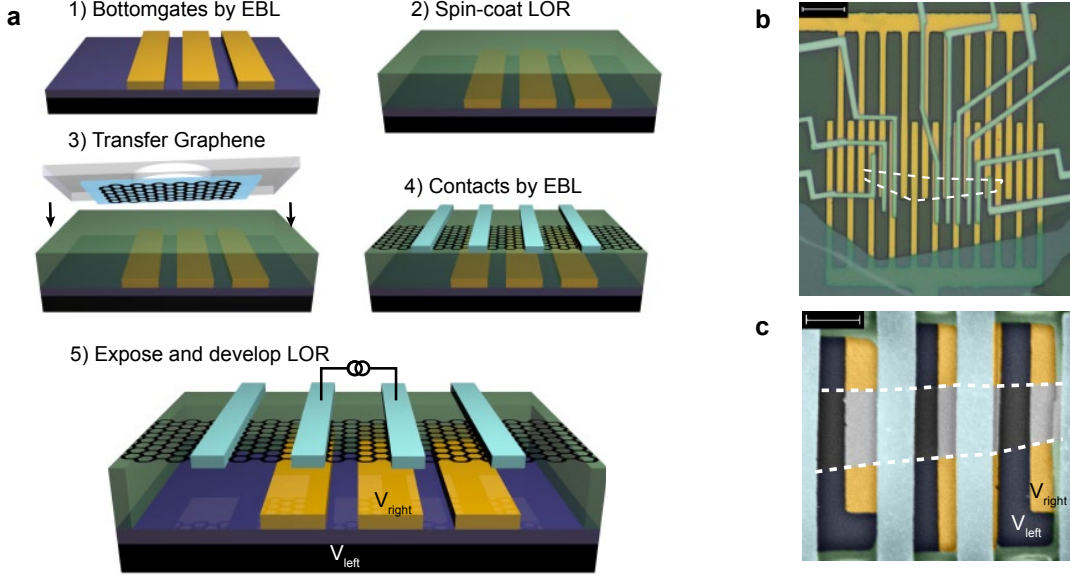 a
1) Bottomgates by EBL
2) Spin-coat LOR
3) Transfer Graphene
4) Contacts by EBL
5) Expose and develop LOR
V right
V left
b
c
V right
V left